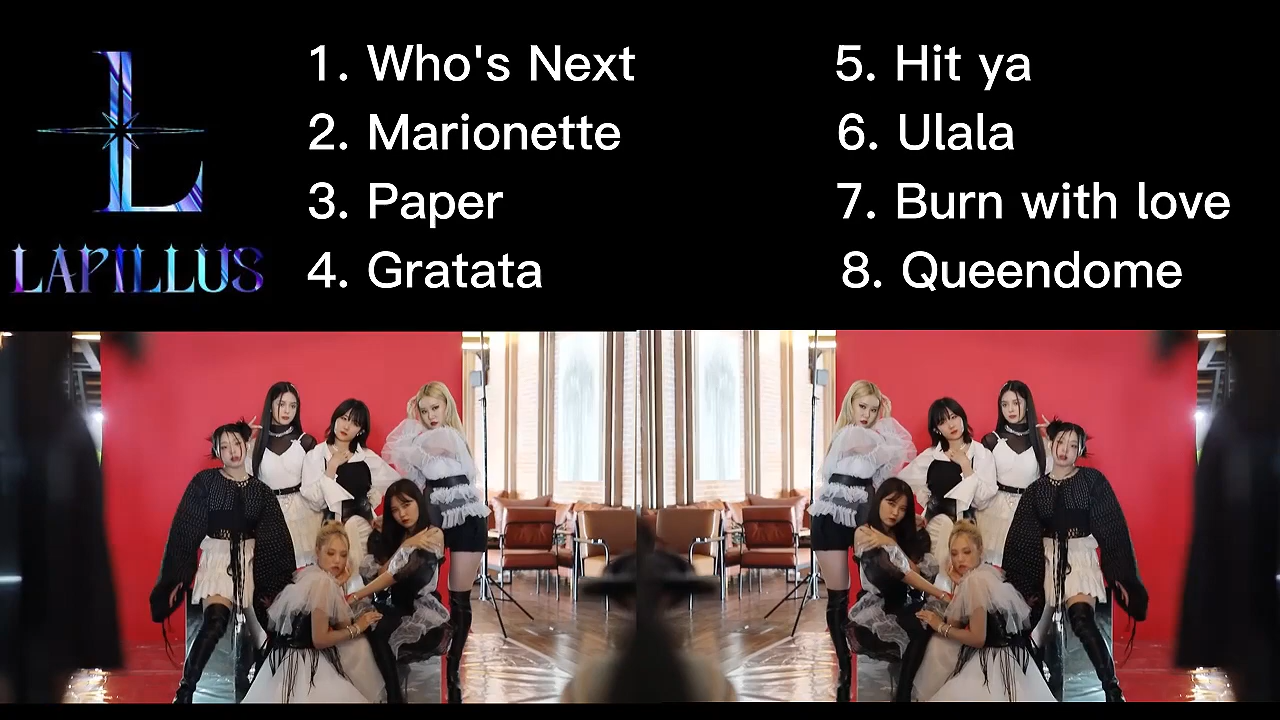 L
LAPILLUS
1. Who's Next
2. Marionette
3. Paper
4. Gratata
5. Hit ya
6. Ulala
7. Burn with love
8. Queendome